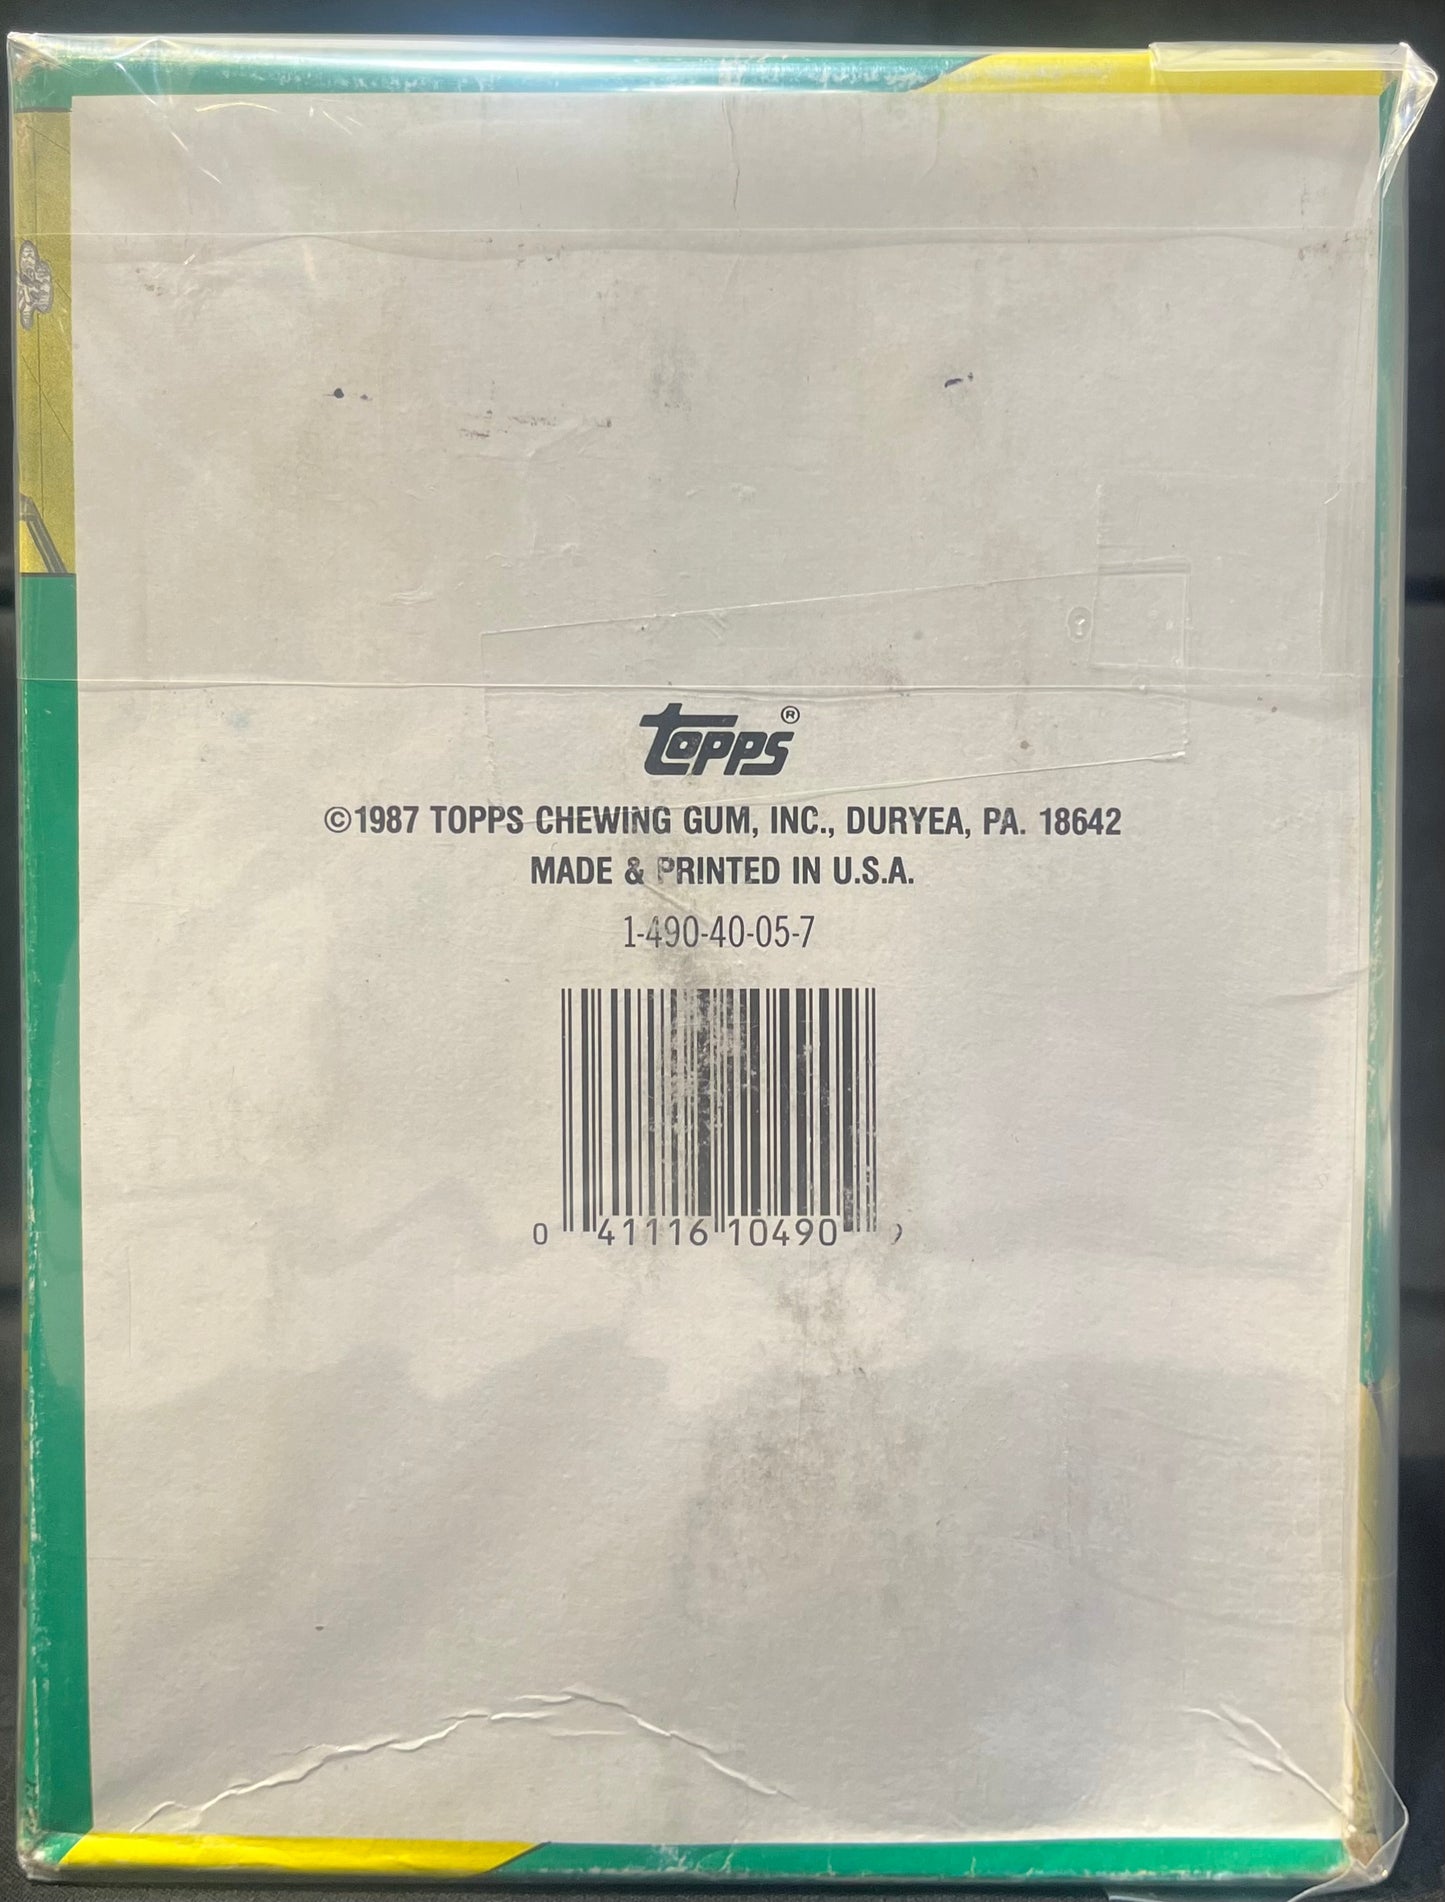 Topps®
©1987 TOPPS CHEWING GUM, INC., DURYEA, PA. 18642
MADE & PRINTED IN U.S.A.
1-490-40-05-7
0 41116 10490 9